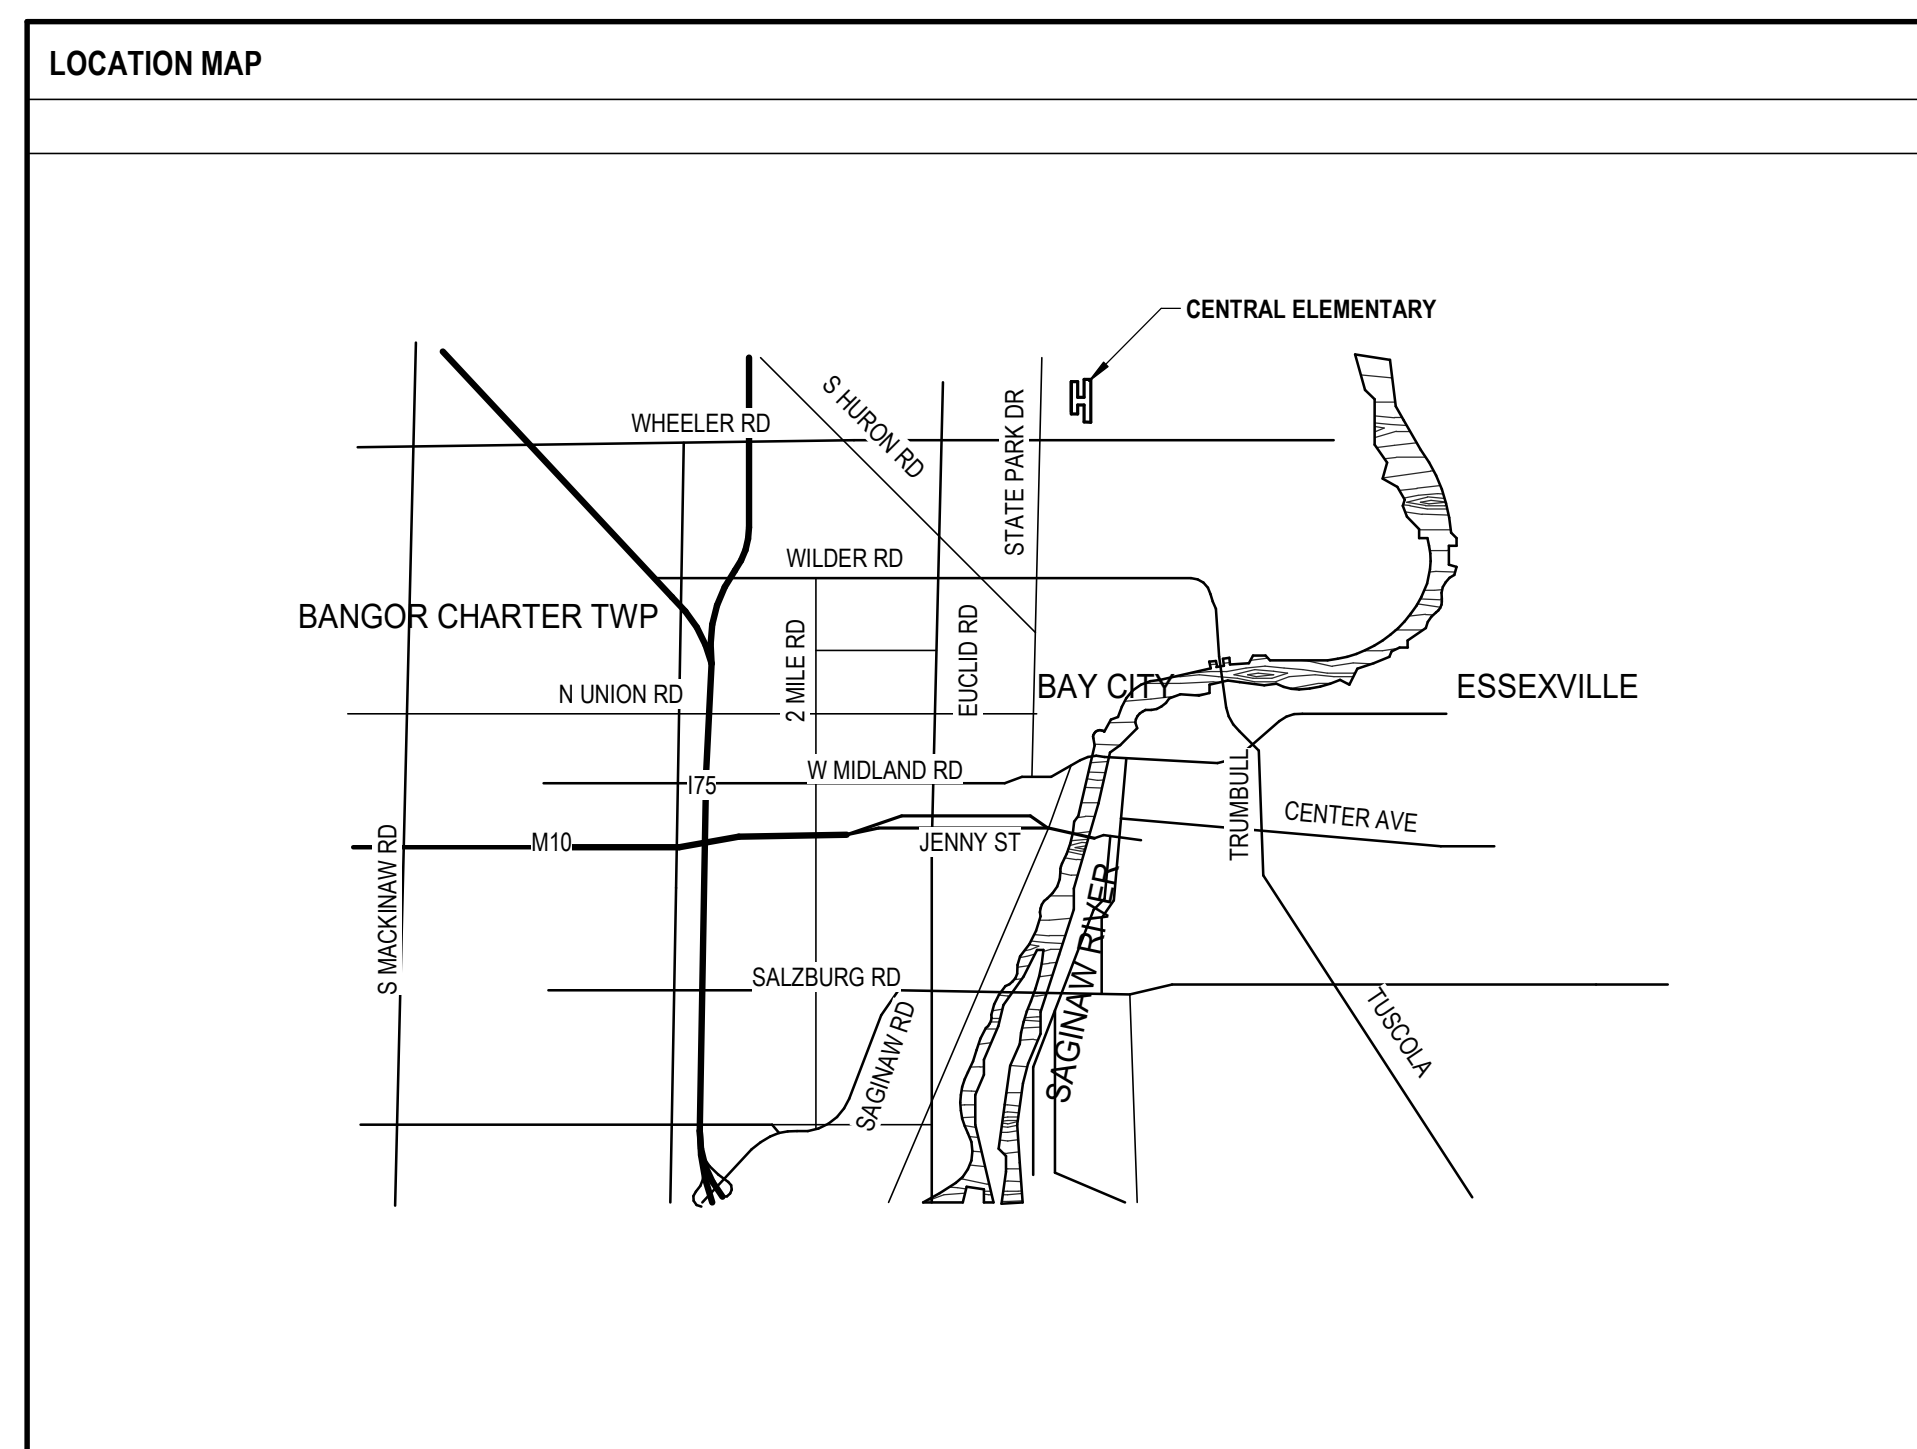 LOCATION MAP
CENTRAL ELEMENTARY
S HURON RD
WHEELER RD
STATE PARK DR
WILDER RD
BANGOR CHARTER TWP
2 MILE RD
EUCLID RD
N UNION RD
BAY CITY
ESSEXVILLE
W MIDLAND RD
I75
TRUMBULL
CENTER AVE
M10
JENNY ST
S MACKINAW RD
SAGINAW RIVER
SALZBURG RD
SAGINAW RD
TUSCOLA